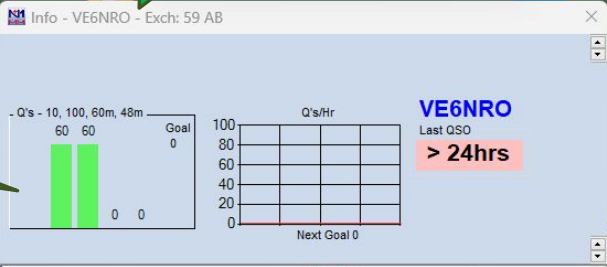 Info - VE6NRO - Exch: 59 AB
Q's - 10, 100, 60m, 48m
60 60
Goal
0
0 0
Q's/Hr
100
80
60
40
20
0
Next Goal 0
VE6NRO
Last QSO
> 24hrs